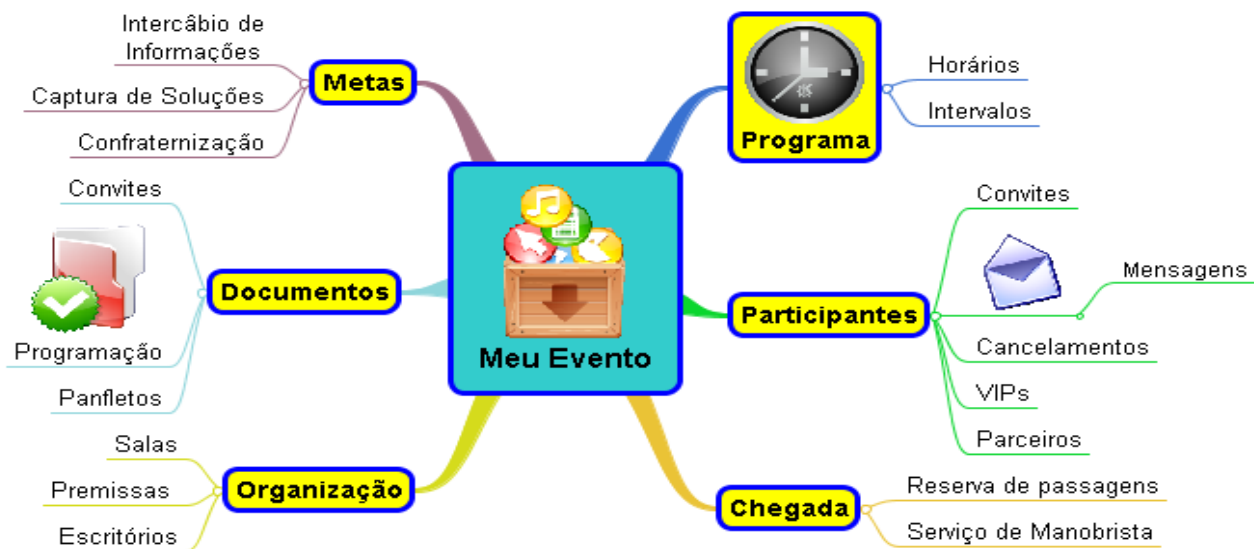 Meu Evento
Metas
Intercâbio de
Informações
Captura de Soluções
Confraternização
Documentos
Convites
Programação
Panfletos
Organização
Salas
Premissas
Escritórios
Programa
Horários
Intervalos
Participantes
Convites
Mensagens
Cancelamentos
VIPs
Parceiros
Chegada
Reserva de passagens
Serviço de Manobrista